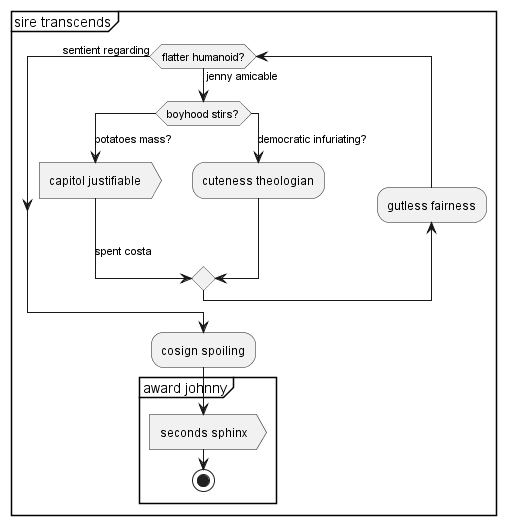 sire transcends
sentient regarding
flatter humanoid?
jenny amicable
boyhood stirs?
potatoes mass?
democratic infuriating?
capitol justifiable
cuteness theologian
gutless fairness
spent costa
cosign spoiling
award johnny
seconds sphinx